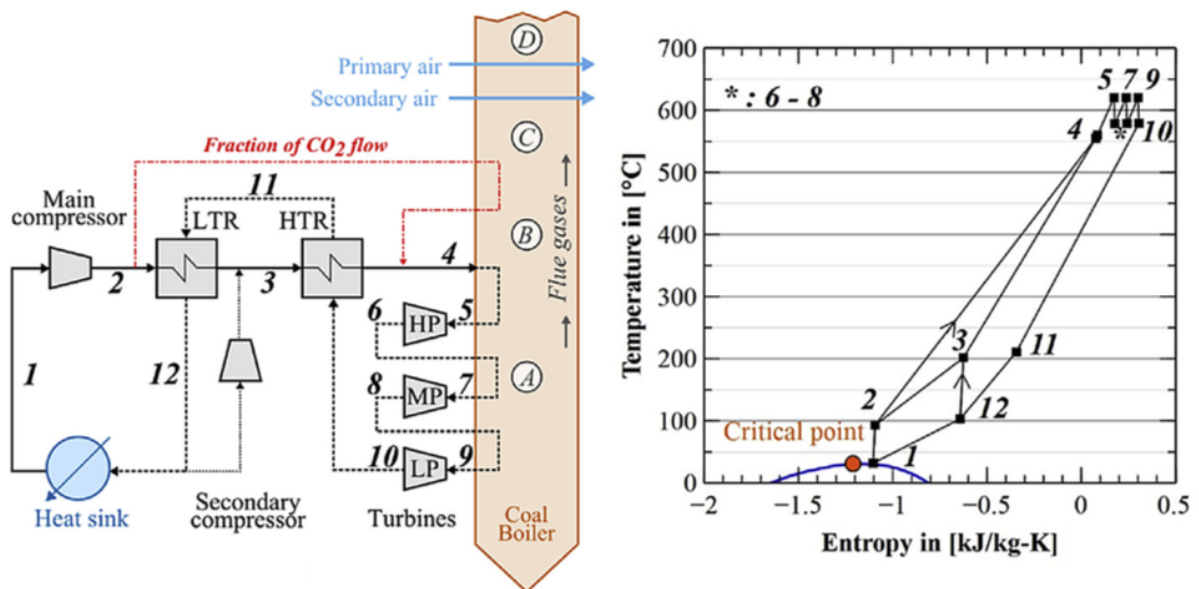 D
Primary air
Secondary air
C
Fraction of CO2 flow
11
Main
compressor
LTR
HTR
B
4
2
3
Flue gases
6
5
HP
1
12
A
8
7
MP
10
9
LP
Heat sink
Secondary
compressor
Turbines
Coal
Boiler
700
* : 6 - 8
5 7 9
600
4
*
10
500
400
300
3
11
200
2
12
100
Critical point
1
0
−2
−1.5
−1
−0.5
0
0.5
Temperature in [°C]
Entropy in [kJ/kg-K]